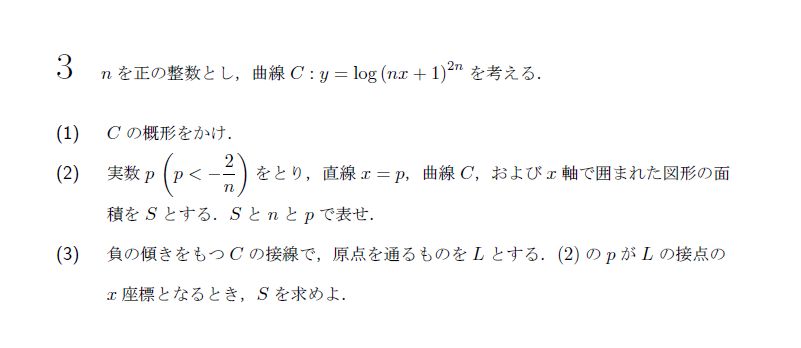 3 n を正の整数とし，曲線 C : y = log (nx + 1)^{2n} を考える．
(1) C の概形をかけ．
(2) 実数 p (p < -\frac{2}{n}) をとり，直線 x = p，曲線 C，および x 軸で囲まれた図形の面
積を S とする．S と n と p で表せ．
(3) 負の傾きをもつ C の接線で，原点を通るものを L とする．(2) の p が L の接点の
x 座標となるとき，S を求めよ．